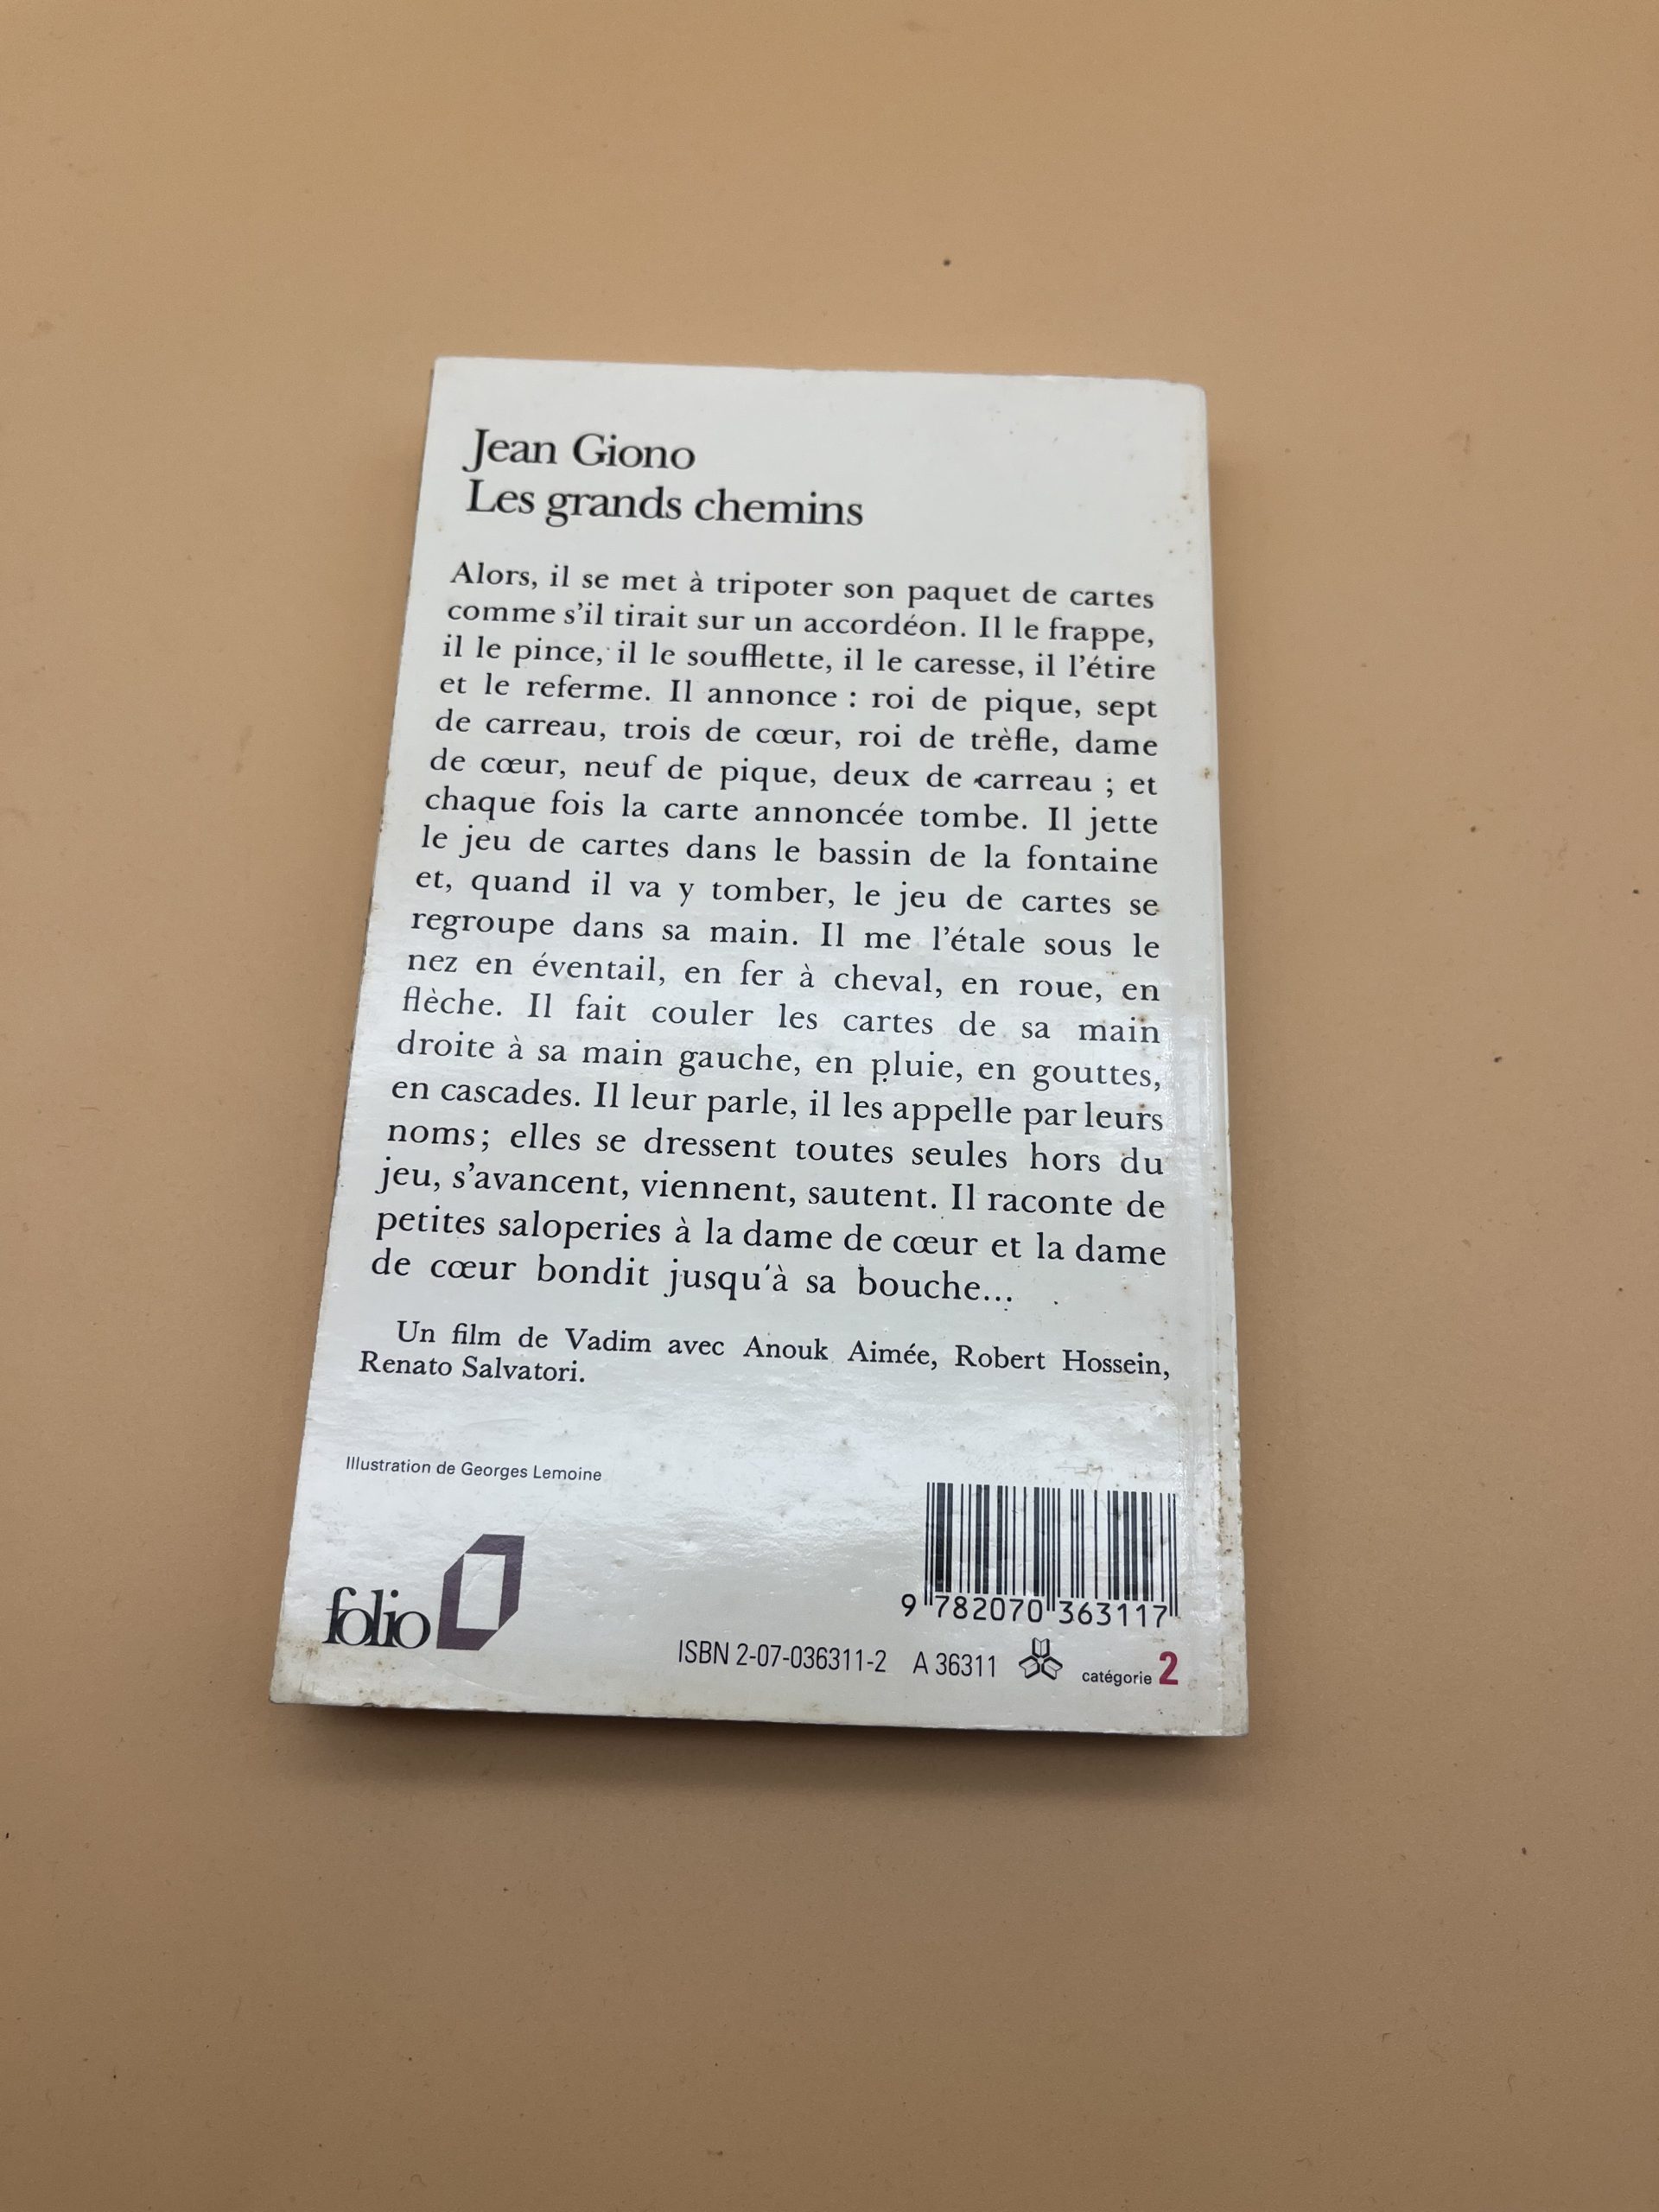 Jean Giono
Les grands chemins
Alors, il se met à tripoter son paquet de cartes
comme s'il tirait sur un accordéon. Il le frappe,
il le pince, il le soufflette, il le caresse, il l'étire
et le referme. Il annonce : roi de pique, sept
de carreau, trois de cœur, roi de trèfle, dame
de cœur, neuf de pique, deux de carreau ; et
chaque fois la carte annoncée tombe. Il jette
le jeu de cartes dans le bassin de la fontaine
et, quand il va y tomber, le jeu de cartes se
regroupe dans sa main. Il me l'étale sous le
nez en éventail, en fer à cheval, en roue, en
flèche. Il fait couler les cartes de sa main
droite à sa main gauche, en pluie, en gouttes,
en cascades. Il leur parle, il les appelle par leurs
noms; elles se dressent toutes seules hors du
jeu, s'avancent, viennent, sautent. Il raconte de
petites saloperies à la dame de cœur et la dame
de cœur bondit jusqu'à sa bouche...
Un film de Vadim avec Anouk Aimée, Robert Hossein,
Renato Salvatori.
Illustration de Georges Lemoine
folio
9 782070 363117
ISBN 2-07-036311-2 A 36311 catégorie 2